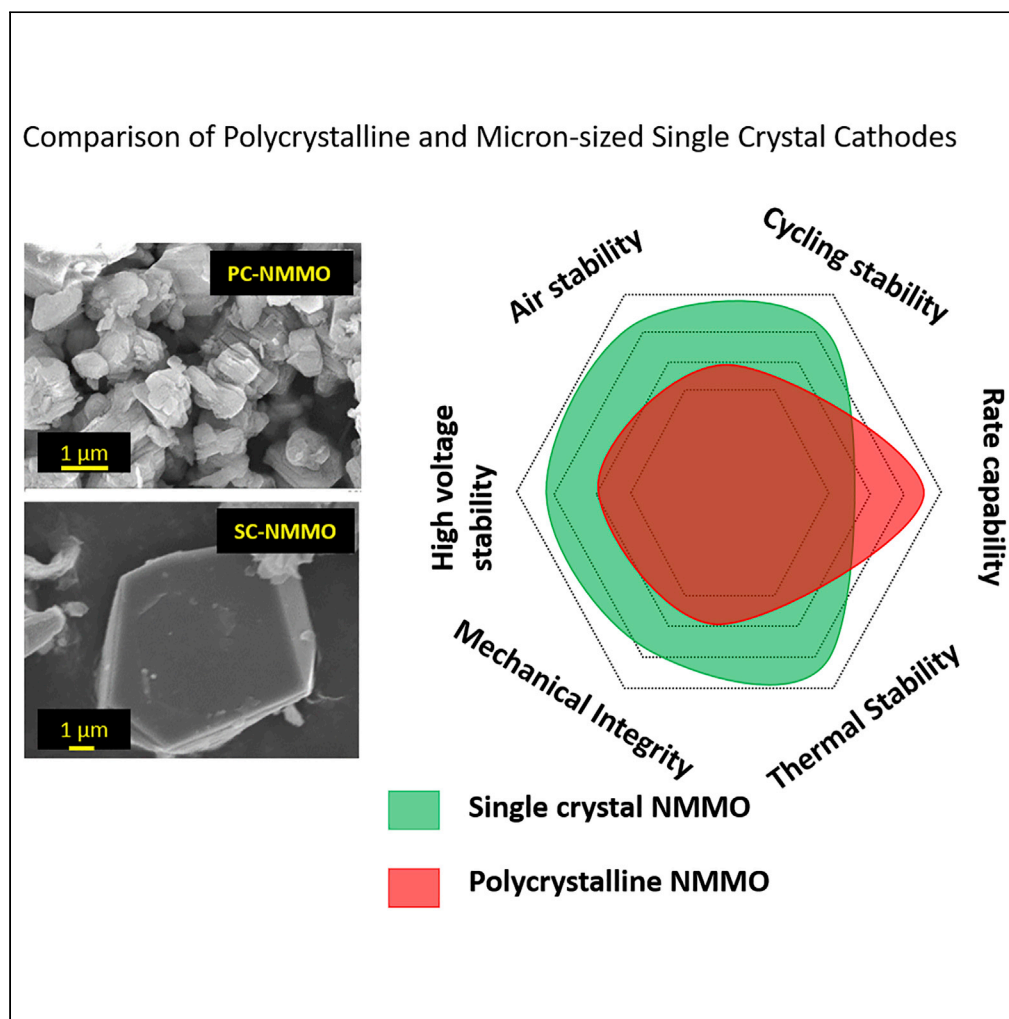 Comparison of Polycrystalline and Micron-sized Single Crystal Cathodes
PC-NMMO
1 µm
SC-NMMO
1 µm
Air stability
Cycling stability
High voltage
stability
Rate capability
Mechanical Integrity
Thermal Stability
Single crystal NMMO
Polycrystalline NMMO